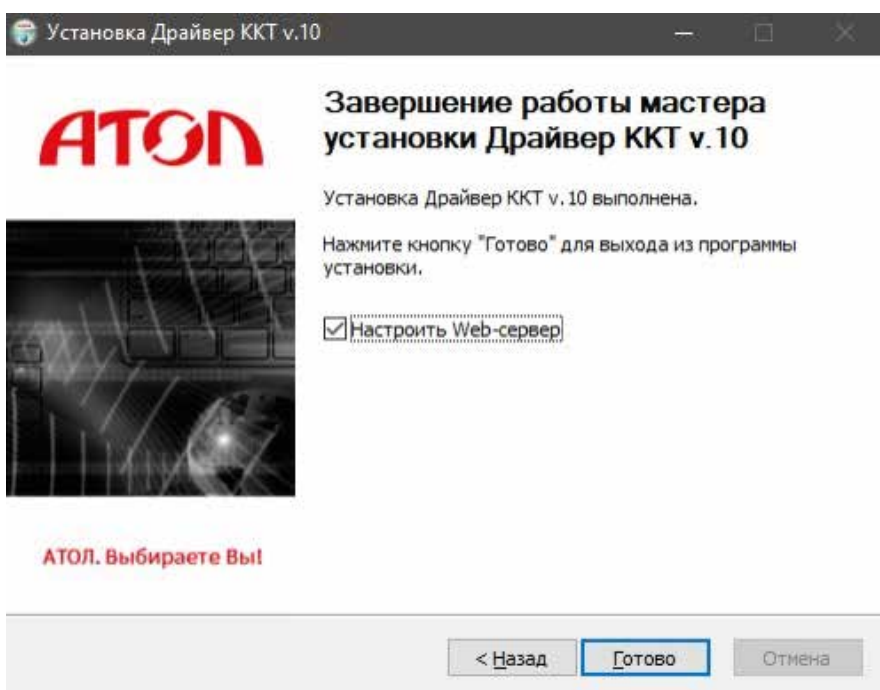 Установка Драйвер ККТ v.10
АТОЛ
Завершение работы мастера
установки Драйвер ККТ v.10
Установка Драйвер ККТ v.10 выполнена.
Нажмите кнопку "Готово" для выхода из программы
установки.
Настроить Web-сервер
АТОЛ. Выбираете Вы!
< Назад
Готово
Отмена